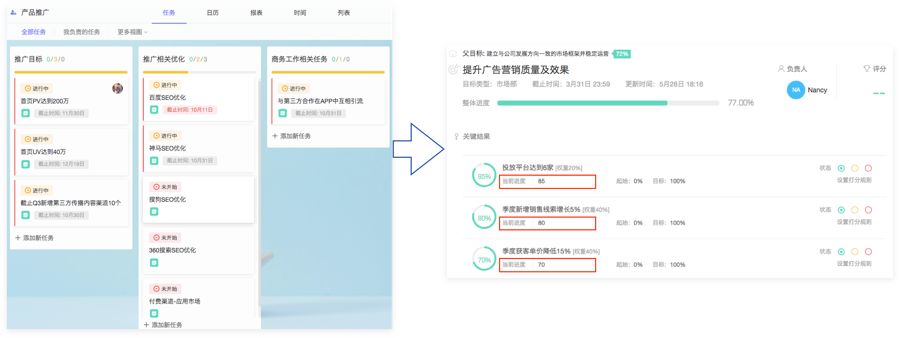 产品推广
任务
日历
报表
时间
列表
全部任务
我负责的任务
更多视图
推广目标 0/3/0
进行中
首页PV达到200万
截止时间: 11月30日
进行中
首页UV达到40万
截止时间: 12月19日
进行中
截止Q3新增第三方传播内容渠道10个
截止时间: 10月30日
+ 添加新任务
推广相关优化 0/2/3
进行中
百度SEO优化
截止时间: 10月11日
进行中
神马SEO优化
截止时间: 10月31日
未开始
搜狗SEO优化
未开始
360搜索SEO优化
未开始
付费渠道-应用市场
+ 添加新任务
商务工作相关任务 0/1/0
进行中
与第三方合作在APP中互相引流
截止时间: 10月31日
+ 添加新任务
父目标: 建立与公司发展方向一致的市场框架并稳定运营 72%
提升广告营销质量及效果
目标类型: 市场部 截止时间: 3月31日 23:59 更新时间: 5月28日 18:16
负责人
NA Nancy
评分
--
整体进度 77.00%
关键结果
投放平台达到6家 [权重20%]
85%
当前进度 85 起始: 0% 目标: 100%
状态
设置打分规则
季度新增销售线索增长5% [权重40%]
80%
当前进度 80 起始: 0% 目标: 100%
状态
设置打分规则
季度获客单价降低15% [权重40%]
70%
当前进度 70 起始: 0% 目标: 100%
状态
设置打分规则